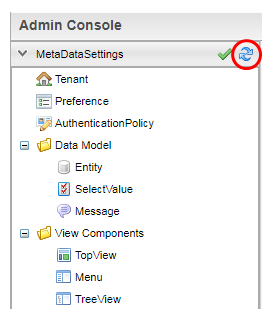 Admin Console
MetaDataSettings
Tenant
Preference
AuthenticationPolicy
Data Model
Entity
SelectValue
Message
View Components
TopView
Menu
TreeView